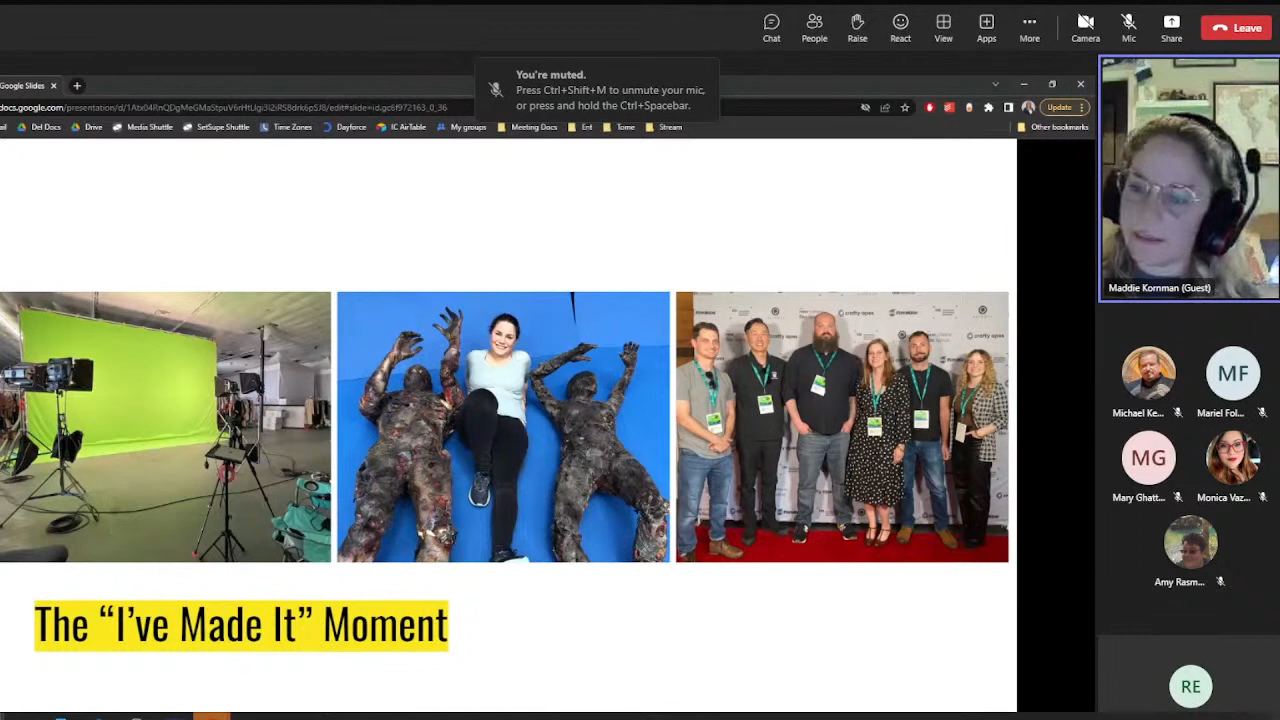 Chat
People
Raise
React
View
Apps
More
Camera
Mic
Share
Leave
You're muted.
Press Ctrl+Shift+M to unmute your mic,
or press and hold the Ctrl+Spacebar.
Google Slides
Update
Del Docs
Drive
Media Shuttle
SetSupe Shuttle
Time Zones
Dayforce
IC AirTable
My groups
Meeting Docs
Ent
Tome
Stream
Other bookmarks
Maddie Kornman (Guest)
Michael Ke...
MF
Mariel Fol...
MG
Mary Ghatt...
Monica Vaz...
Amy Rasm...
RE
crafty apes
The “I’ve Made It” Moment